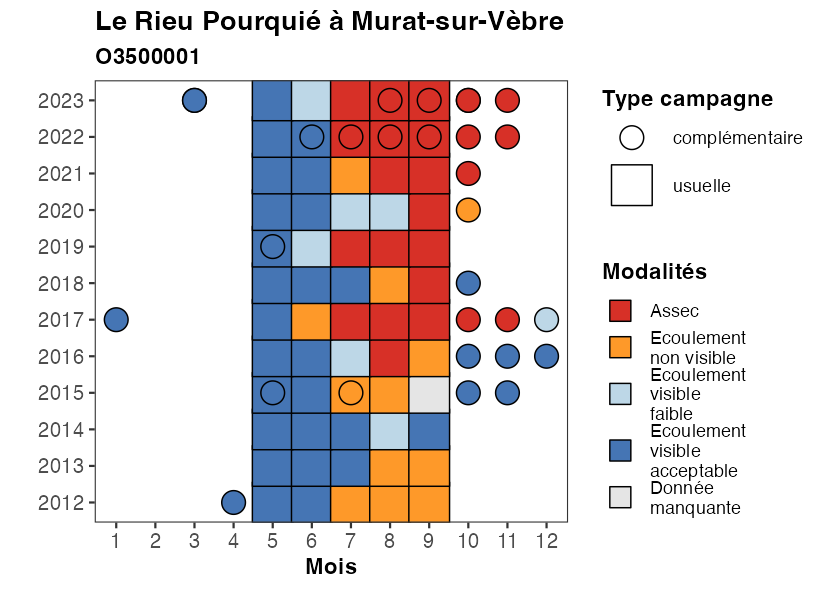 Le Rieu Pourquié à Murat-sur-Vèbre
O3500001
2023
2022
2021
2020
2019
2018
2017
2016
2015
2014
2013
2012
1 2 3 4 5 6 7 8 9 10 11 12
Mois
Type campagne
complémentaire
usuelle
Modalités
Assec
Ecoulement
non visible
Ecoulement
visible
faible
Ecoulement
visible
acceptable
Donnée
manquante